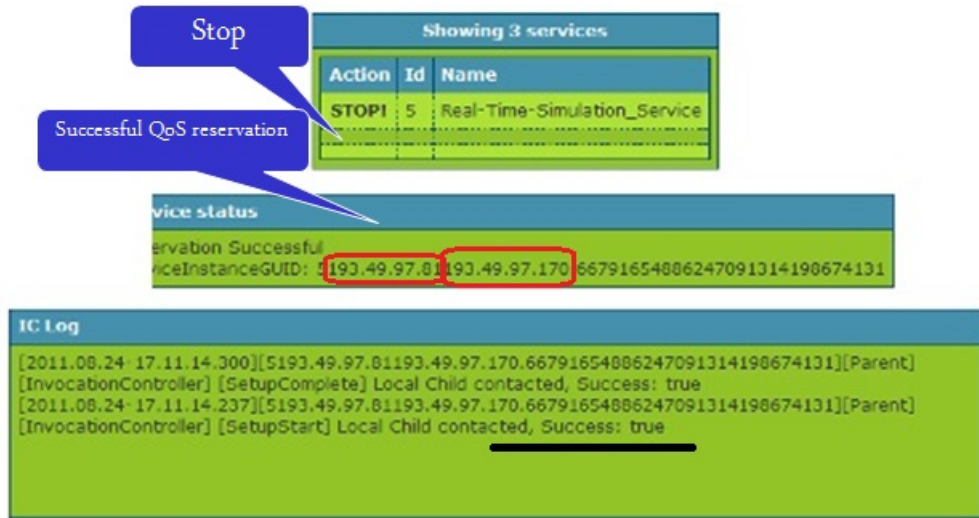 Stop
Showing 3 services
Action Id Name
STOP! 5 Real-Time-Simulation_Service
Successful QoS reservation
vice status
ervation Successful
viceInstanceGUID: 5193.49.97.81193.49.97.170.6679165488624709131419867413​1
IC Log
[2011.08.24-17.11.14.300][5193.49.97.81193.49.97.170.66791654886247091314198674131][Parent]
[InvocationController] [SetupComplete] Local Child contacted, Success: true
[2011.08.24-17.11.14.237][5193.49.97.81193.49.97.170.66791654886247091314198674131][Parent]
[InvocationController] [SetupStart] Local Child contacted, Success: true